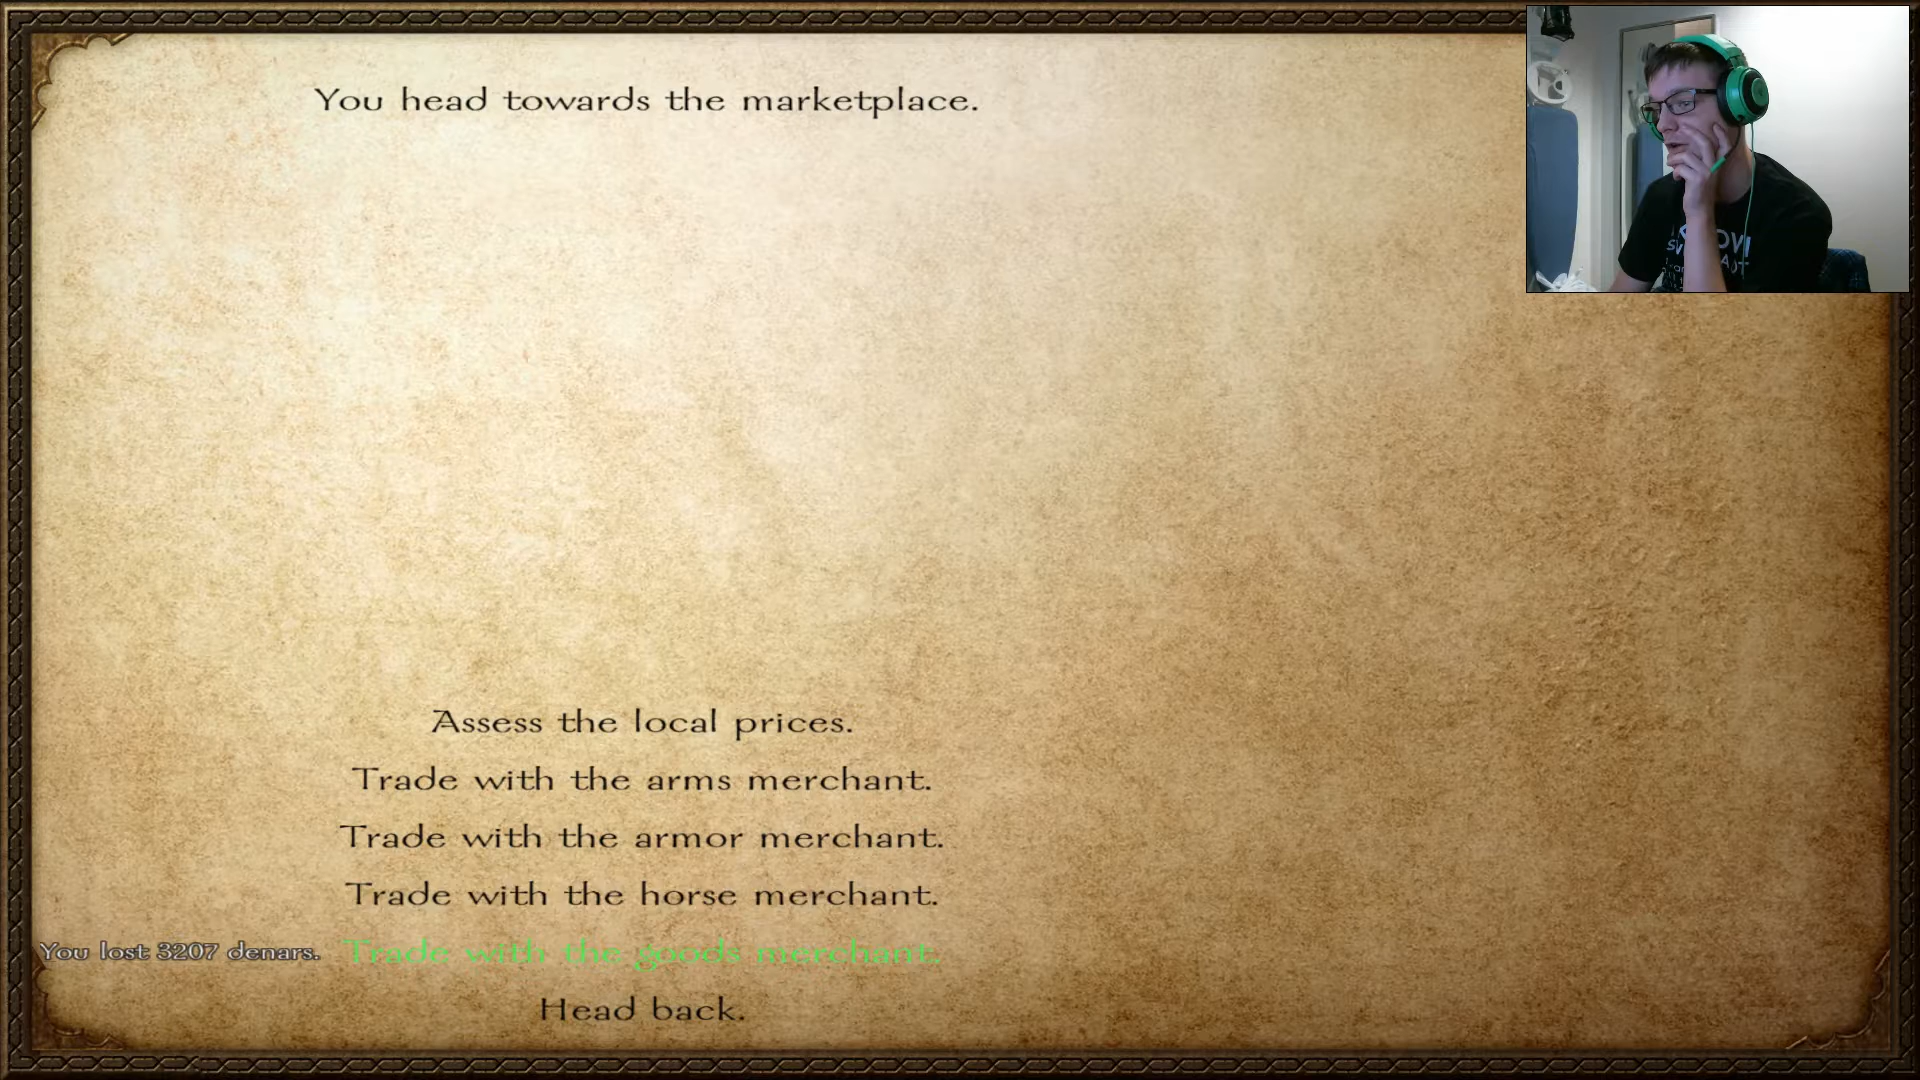 You head towards the marketplace.
Assess the local prices.
Trade with the arms merchant.
Trade with the armor merchant.
Trade with the horse merchant.
You lost 3207 denars.
Trade with the goods merchant.
Head back.